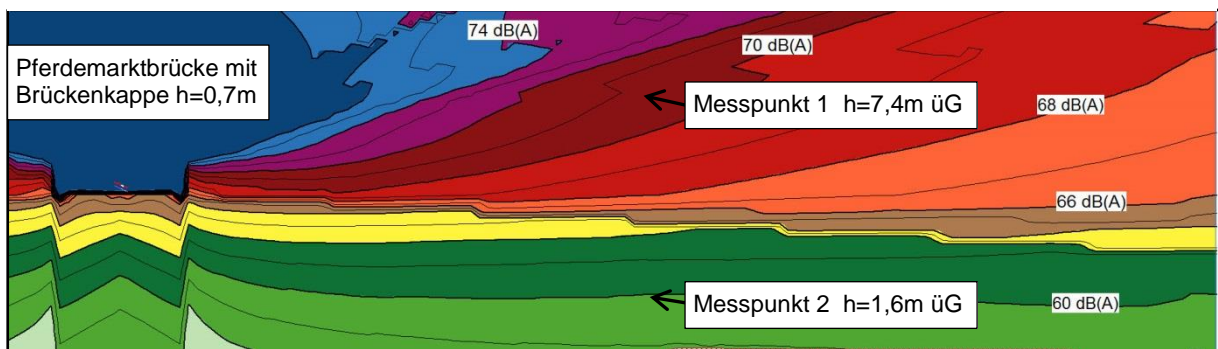 74 dB(A)
70 dB(A)
Pferdemarktbrücke mit
Brückenkappe h=0,7m
Messpunkt 1 h=7,4m üG
68 dB(A)
66 dB(A)
Messpunkt 2 h=1,6m üG
60 dB(A)